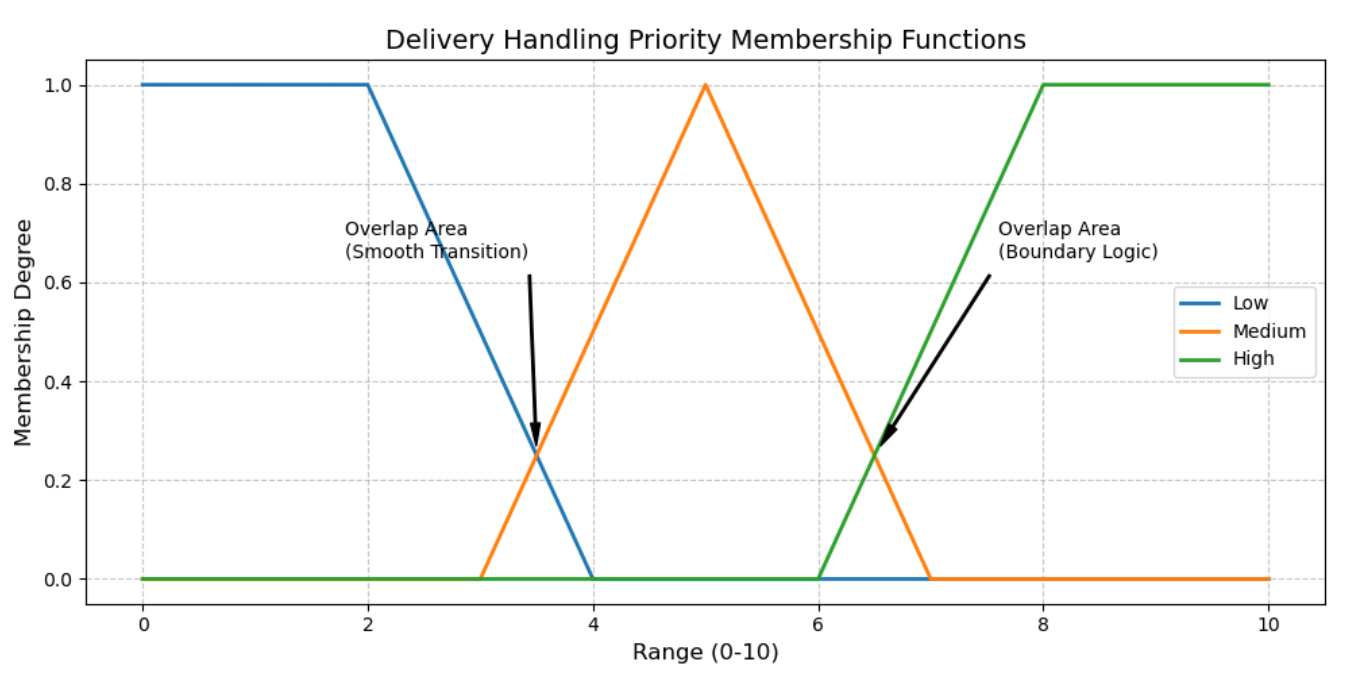 Delivery Handling Priority Membership Functions
Membership Degree
1.0
0.8
0.6
0.4
0.2
0.0
Overlap Area
(Smooth Transition)
Overlap Area
(Boundary Logic)
Low
Medium
High
0 2 4 6 8 10
Range (0-10)